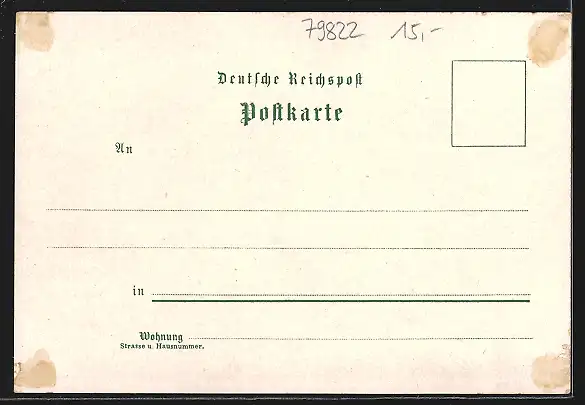 79822 15,-
Deutsche Reichspost
Postkarte
An
in
Wohnung
Strasse u. Hausnummer.